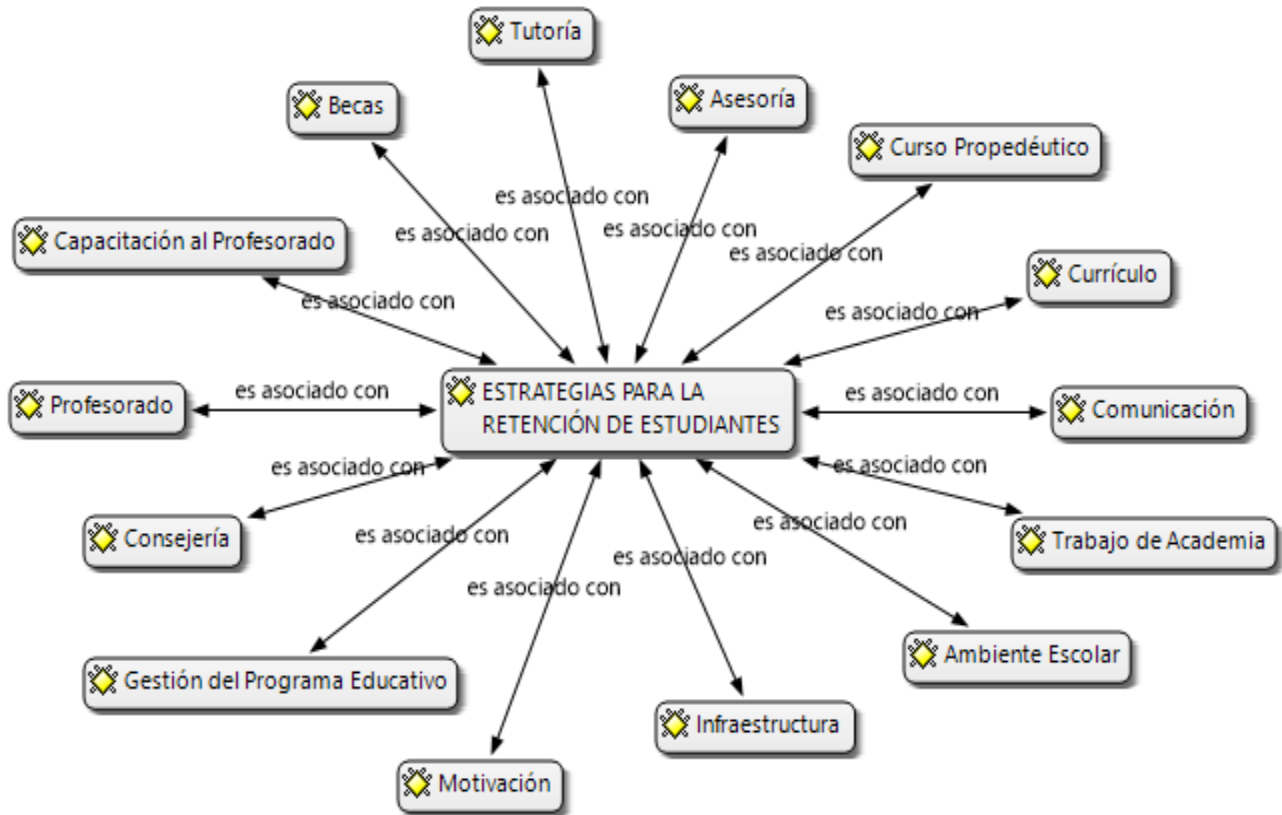 Tutoría
Becas
Asesoría
Curso Propedéutico
es asociado con
es asociado con
es asociado con
es asociado con
Capacitación al Profesorado
Currículo
es asociado con
es asociado con
ESTRATEGIAS PARA LA
RETENCIÓN DE ESTUDIANTES
Profesorado
es asociado con
es asociado con
Comunicación
es asociado con
es asociado con
Consejería
Trabajo de Academia
es asociado con
es asociado con
es asociado con
es asociado con
Gestión del Programa Educativo
Ambiente Escolar
Infraestructura
Motivación